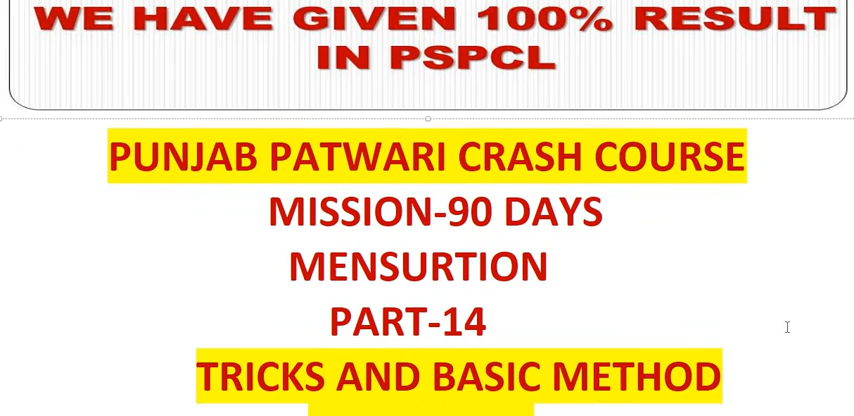 WE HAVE GIVEN 100% RESULT
IN PSPCL
PUNJAB PATWARI CRASH COURSE
MISSION-90 DAYS
MENSURTION
PART-14
TRICKS AND BASIC METHOD